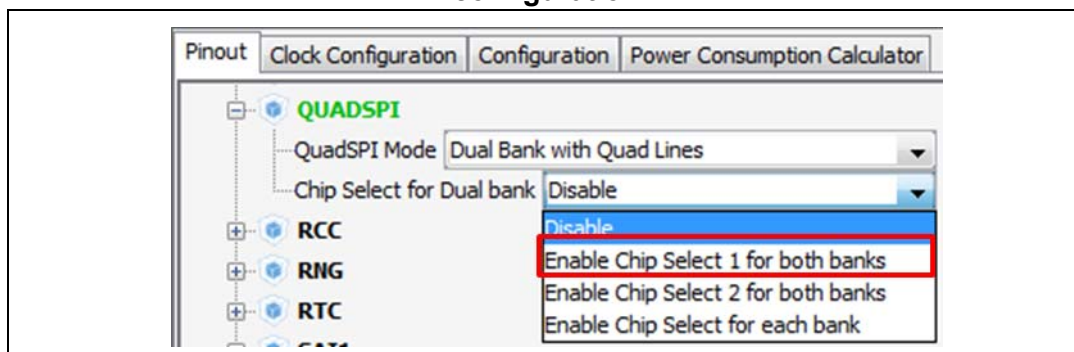 Pinout Clock Configuration Configuration Power Consumption Calculator
QUADSPI
QuadSPI Mode Dual Bank with Quad Lines
Chip Select for Dual bank Disable
Disable
RCC
Enable Chip Select 1 for both banks
RNG
Enable Chip Select 2 for both banks
RTC
Enable Chip Select for each bank